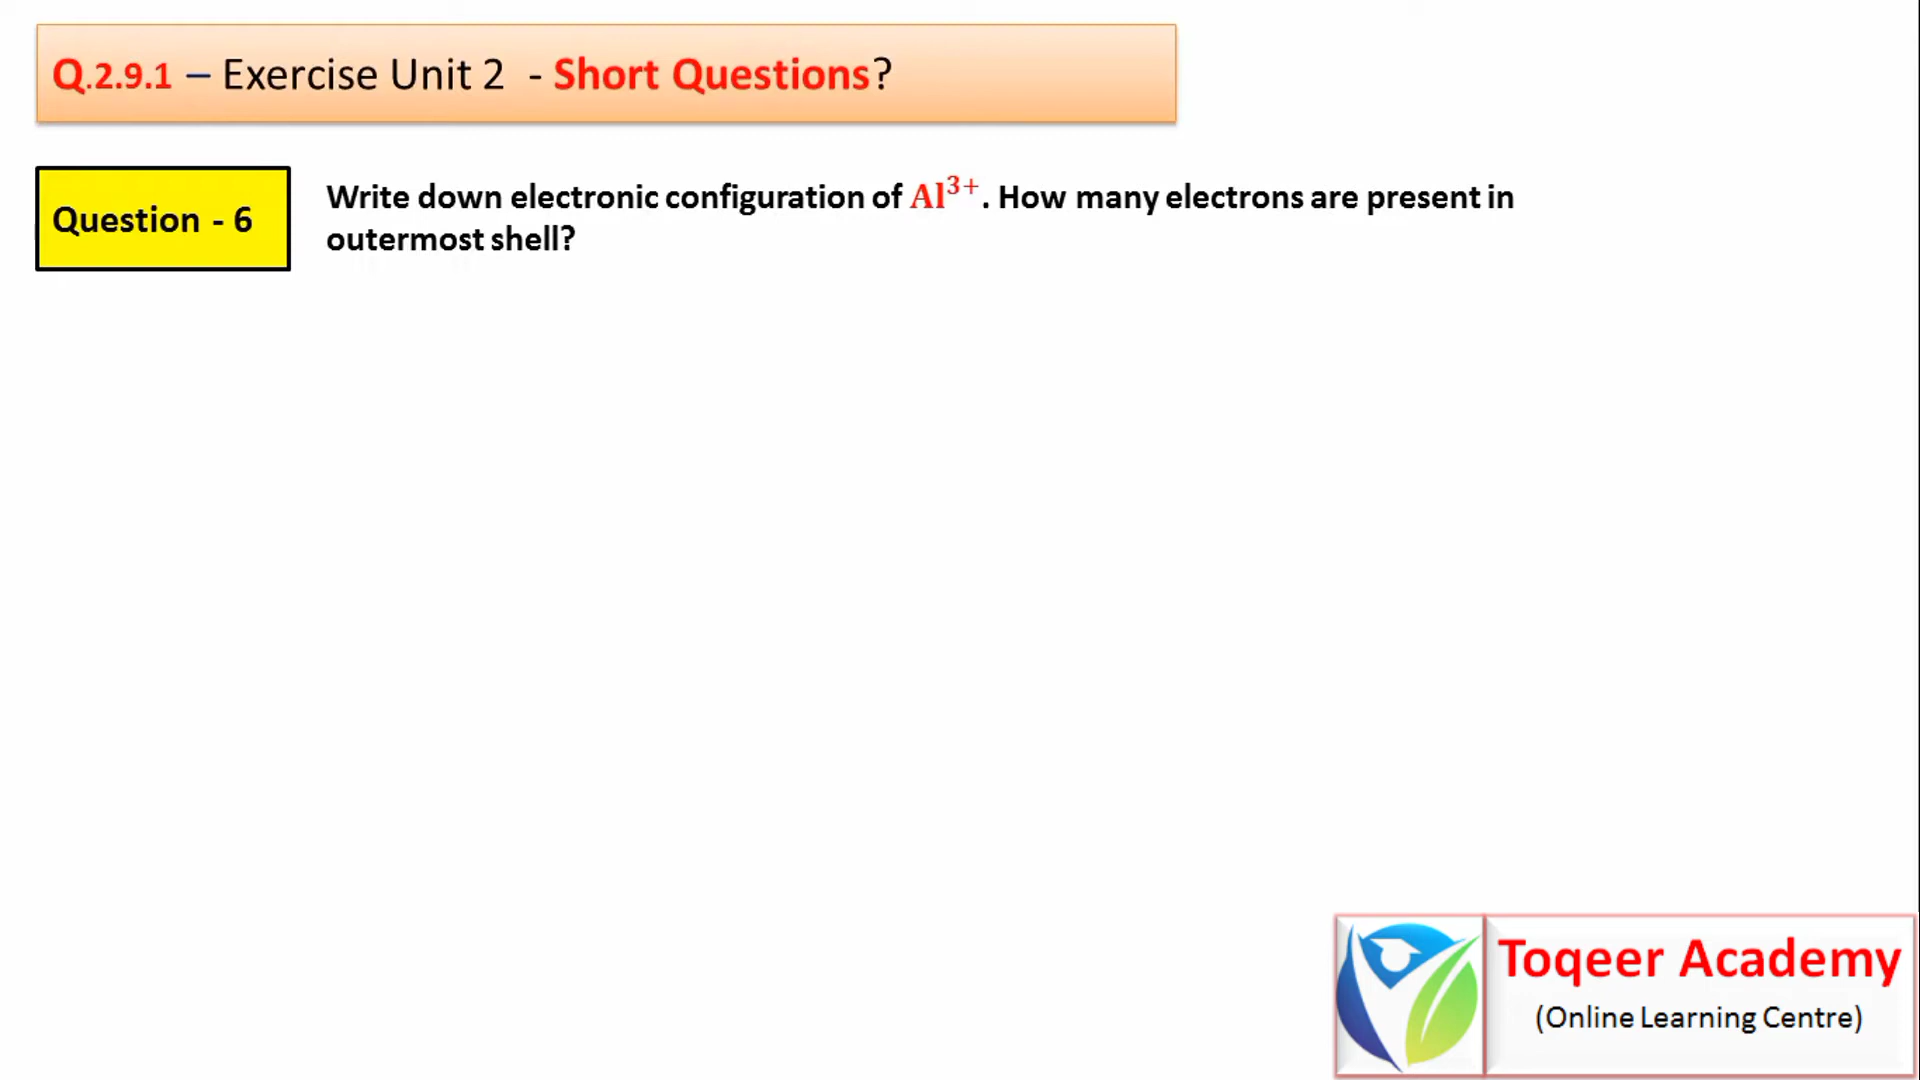 Q.2.9.1 – Exercise Unit 2 - Short Questions?
Question - 6
Write down electronic configuration of Al³⁺. How many electrons are present in
outermost shell?
Toqeer Academy
(Online Learning Centre)